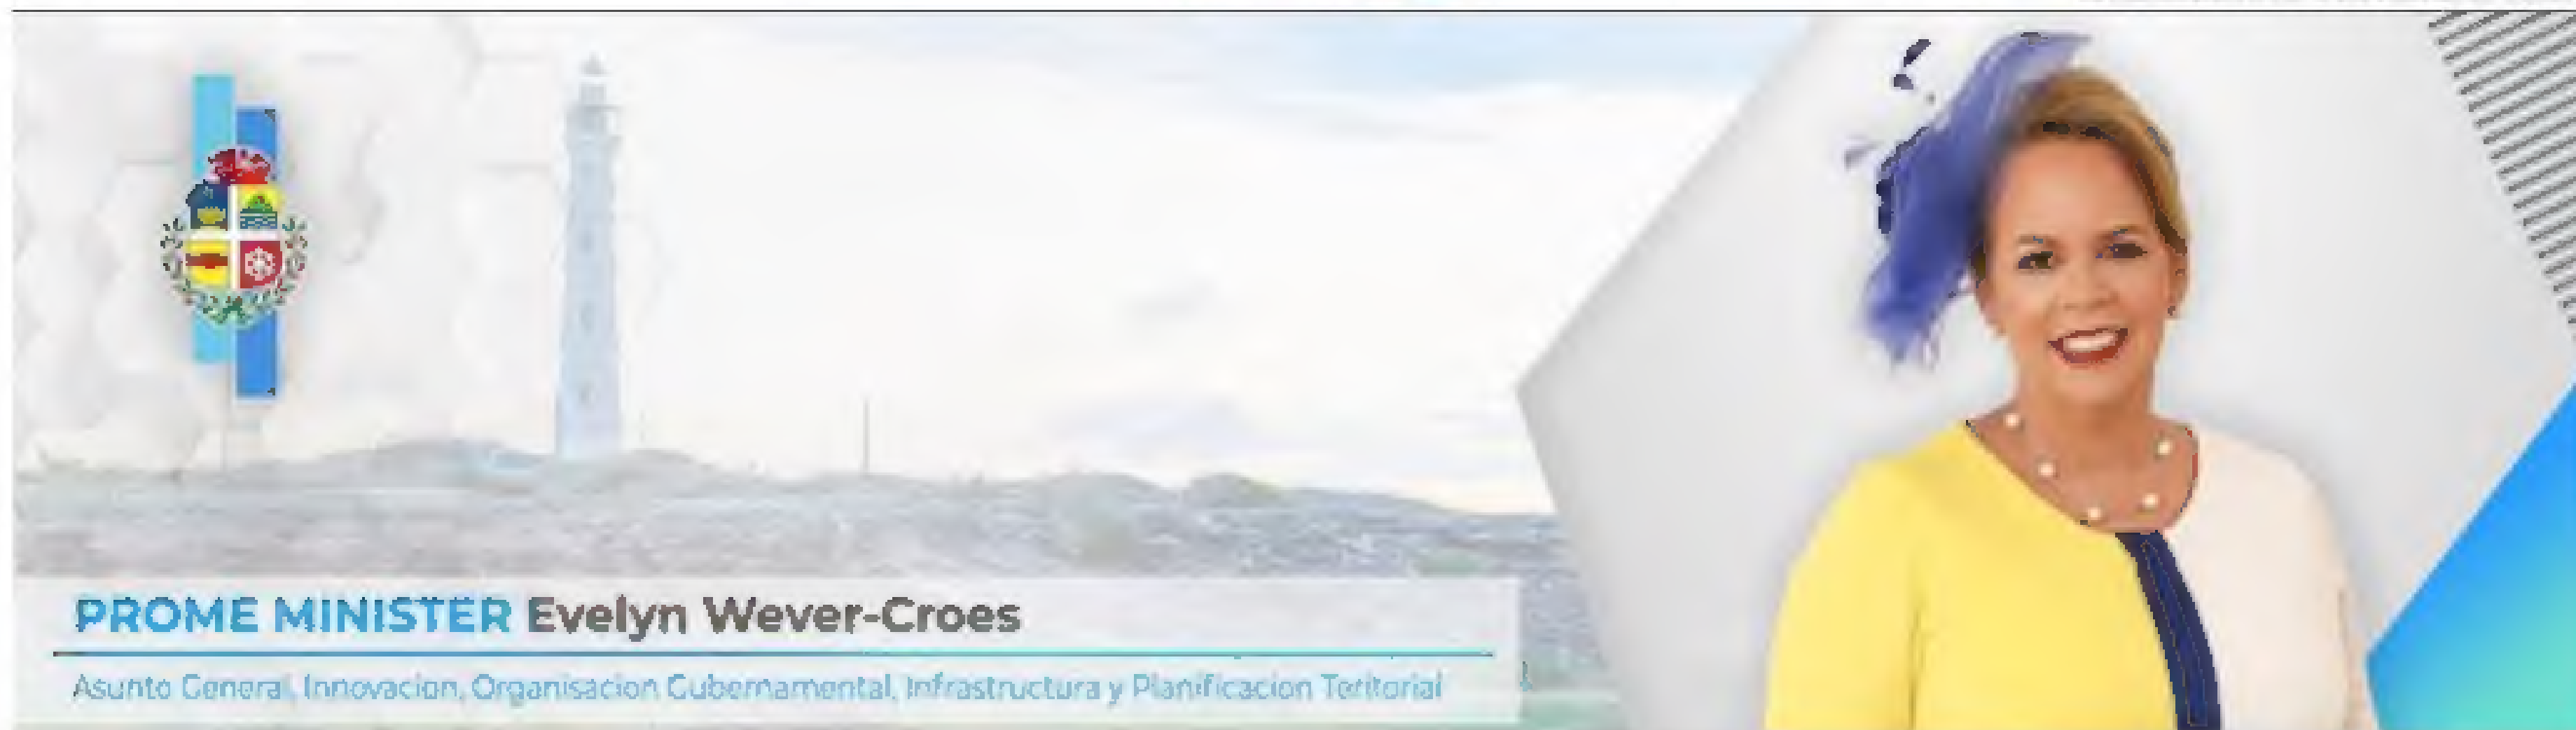 PROME MINISTER Evelyn Wever-Croes
Asunto General, Innovacion, Organisacion Gubernamental, Infrastructura y Planificacion Teritorial